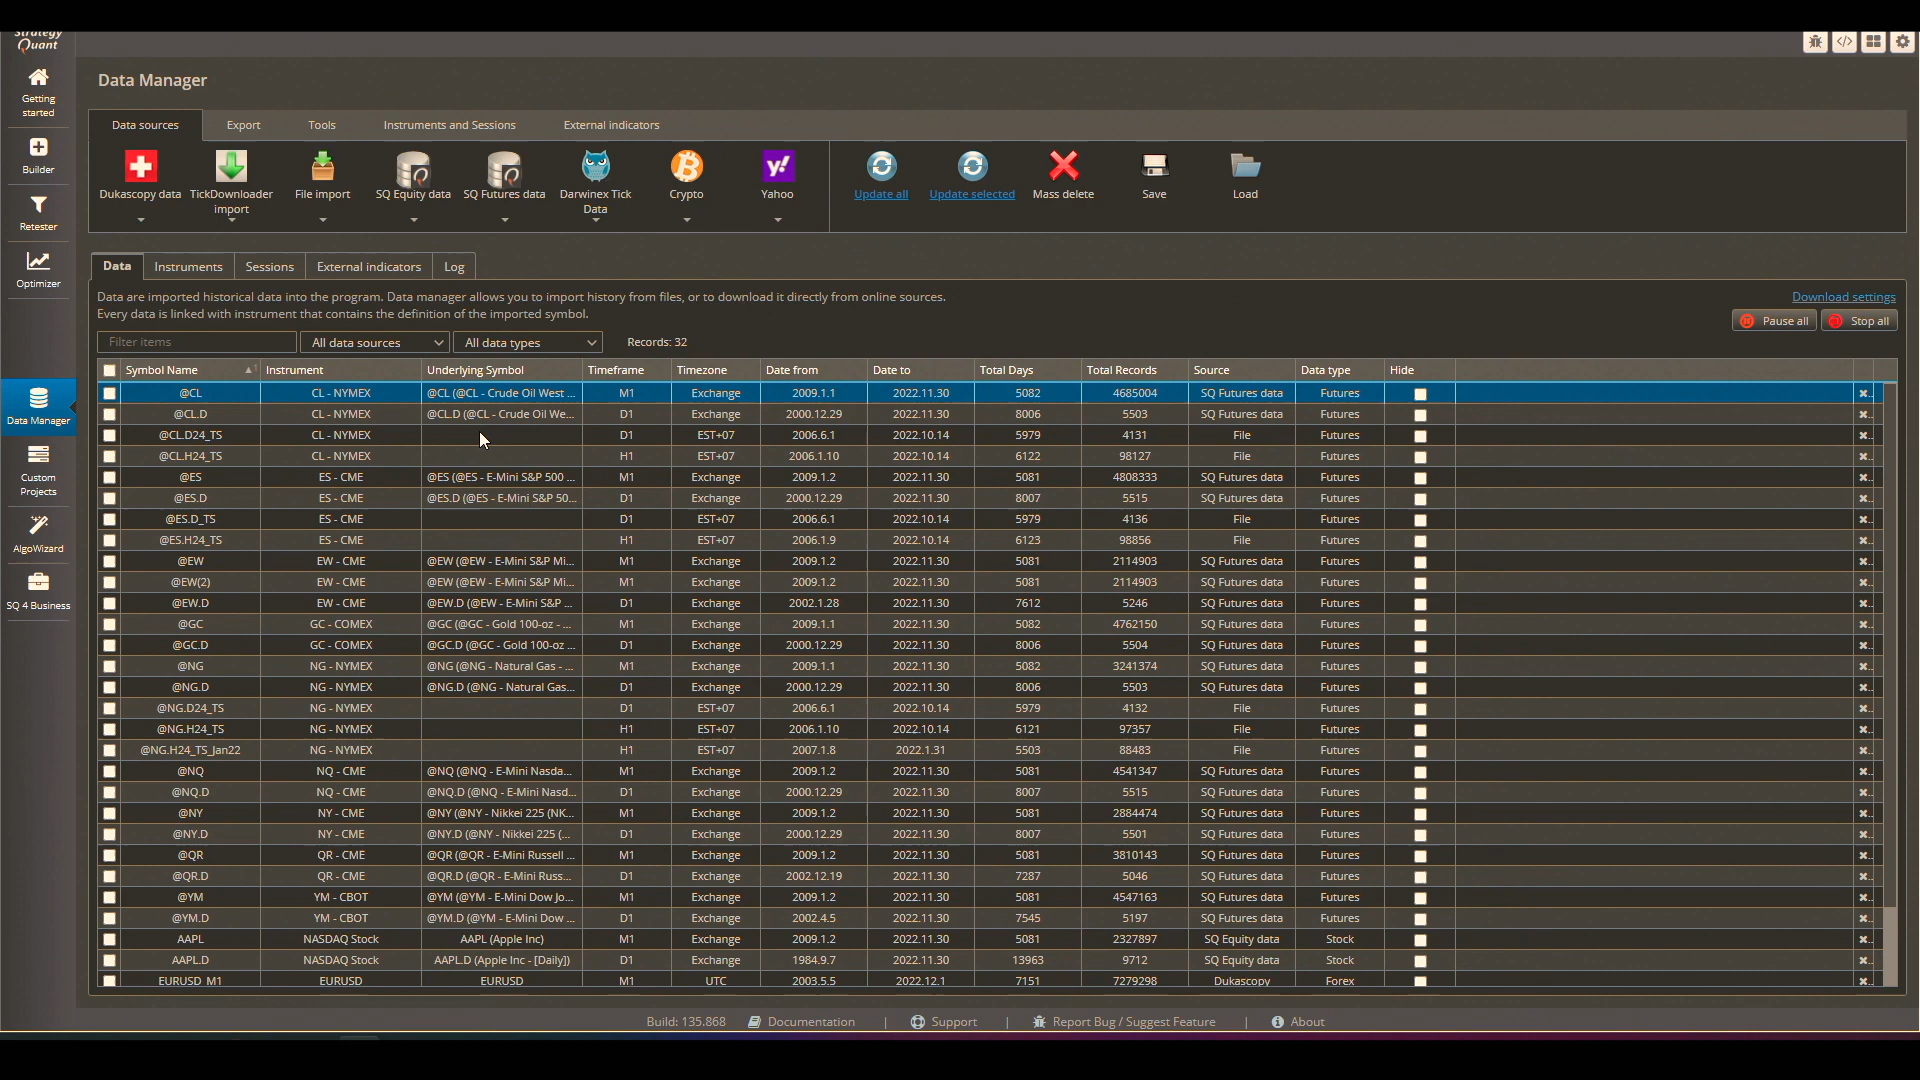 Strategy
Quant
Data Manager
Getting
started
Builder
Retester
Optimizer
Data Manager
Custom
Projects
AlgoWizard
SQ 4 Business
Data sources Export Tools Instruments and Sessions External indicators
Dukascopy data TickDownloader File import SQ Equity data SQ Futures data Darwinex Tick Crypto Yahoo Update all Update selected Mass delete Save Load
import Data
Data Instruments Sessions External indicators Log
Data are imported historical data into the program. Data manager allows you to import history from files, or to download it directly from online sources. Download settings
Every data is linked with instrument that contains the definition of the imported symbol.
Pause all Stop all
Filter items All data sources All data types Records: 32
Symbol Name Instrument Underlying Symbol Timeframe Timezone Date from Date to Total Days Total Records Source Data type Hide
@CL CL - NYMEX @CL (@CL - Crude Oil West ... M1 Exchange 2009.1.1 2022.11.30 5082 4685004 SQ Futures data Futures
@CL.D CL - NYMEX @CL.D (@CL - Crude Oil We... D1 Exchange 2000.12.29 2022.11.30 8006 5503 SQ Futures data Futures
@CL.D24_TS CL - NYMEX D1 EST+07 2006.6.1 2022.10.14 5979 4131 File Futures
@CL.H24_TS CL - NYMEX H1 EST+07 2006.1.10 2022.10.14 6122 98127 File Futures
@ES ES - CME @ES (@ES - E-Mini S&P 500 ... M1 Exchange 2009.1.2 2022.11.30 5081 4808333 SQ Futures data Futures
@ES.D ES - CME @ES.D (@ES - E-Mini S&P 50... D1 Exchange 2000.12.29 2022.11.30 8007 5515 SQ Futures data Futures
@ES.D_TS ES - CME D1 EST+07 2006.6.1 2022.10.14 5979 4136 File Futures
@ES.H24_TS ES - CME H1 EST+07 2006.1.9 2022.10.14 6123 98856 File Futures
@EW EW - CME @EW (@EW - E-Mini S&P Mi... M1 Exchange 2009.1.2 2022.11.30 5081 2114903 SQ Futures data Futures
@EW(2) EW - CME @EW (@EW - E-Mini S&P Mi... M1 Exchange 2009.1.2 2022.11.30 5081 2114903 SQ Futures data Futures
@EW.D EW - CME @EW.D (@EW - E-Mini S&P ... D1 Exchange 2002.1.28 2022.11.30 7612 5246 SQ Futures data Futures
@GC GC - COMEX @GC (@GC - Gold 100-oz - ... M1 Exchange 2009.1.1 2022.11.30 5082 4762150 SQ Futures data Futures
@GC.D GC - COMEX @GC.D (@GC - Gold 100-oz ... D1 Exchange 2000.12.29 2022.11.30 8006 5504 SQ Futures data Futures
@NG NG - NYMEX @NG (@NG - Natural Gas - ... M1 Exchange 2009.1.1 2022.11.30 5082 3241374 SQ Futures data Futures
@NG.D NG - NYMEX @NG.D (@NG - Natural Gas... D1 Exchange 2000.12.29 2022.11.30 8006 5503 SQ Futures data Futures
@NG.D24_TS NG - NYMEX D1 EST+07 2006.6.1 2022.10.14 5979 4132 File Futures
@NG.H24_TS NG - NYMEX H1 EST+07 2006.1.10 2022.10.14 6121 97357 File Futures
@NG.H24_TS_Jan22 NG - NYMEX H1 EST+07 2007.1.8 2022.1.31 5503 88483 File Futures
@NQ NQ - CME @NQ (@NQ - E-Mini Nasda... M1 Exchange 2009.1.2 2022.11.30 5081 4541347 SQ Futures data Futures
@NQ.D NQ - CME @NQ.D (@NQ - E-Mini Nasd... D1 Exchange 2000.12.29 2022.11.30 8007 5515 SQ Futures data Futures
@NY NY - CME @NY (@NY - Nikkei 225 (NK... M1 Exchange 2009.1.2 2022.11.30 5081 2884474 SQ Futures data Futures
@NY.D NY - CME @NY.D (@NY - Nikkei 225 (... D1 Exchange 2000.12.29 2022.11.30 8007 5501 SQ Futures data Futures
@QR QR - CME @QR (@QR - E-Mini Russell ... M1 Exchange 2009.1.2 2022.11.30 5081 3810143 SQ Futures data Futures
@QR.D QR - CME @QR.D (@QR - E-Mini Russ... D1 Exchange 2002.12.19 2022.11.30 7287 5046 SQ Futures data Futures
@YM YM - CBOT @YM (@YM - E-Mini Dow Jo... M1 Exchange 2009.1.2 2022.11.30 5081 4547163 SQ Futures data Futures
@YM.D YM - CBOT @YM.D (@YM - E-Mini Dow ... D1 Exchange 2002.4.5 2022.11.30 7545 5197 SQ Futures data Futures
AAPL NASDAQ Stock AAPL (Apple Inc) M1 Exchange 2009.1.2 2022.11.30 5081 2327897 SQ Equity data Stock
AAPL.D NASDAQ Stock AAPL.D (Apple Inc - [Daily]) D1 Exchange 1984.9.7 2022.11.30 13963 9712 SQ Equity data Stock
EURUSD_M1 EURUSD EURUSD M1 UTC 2003.5.5 2022.12.1 7151 7279298 Dukascopy Forex
Build: 135.868 Documentation | Support | Report Bug / Suggest Feature | About